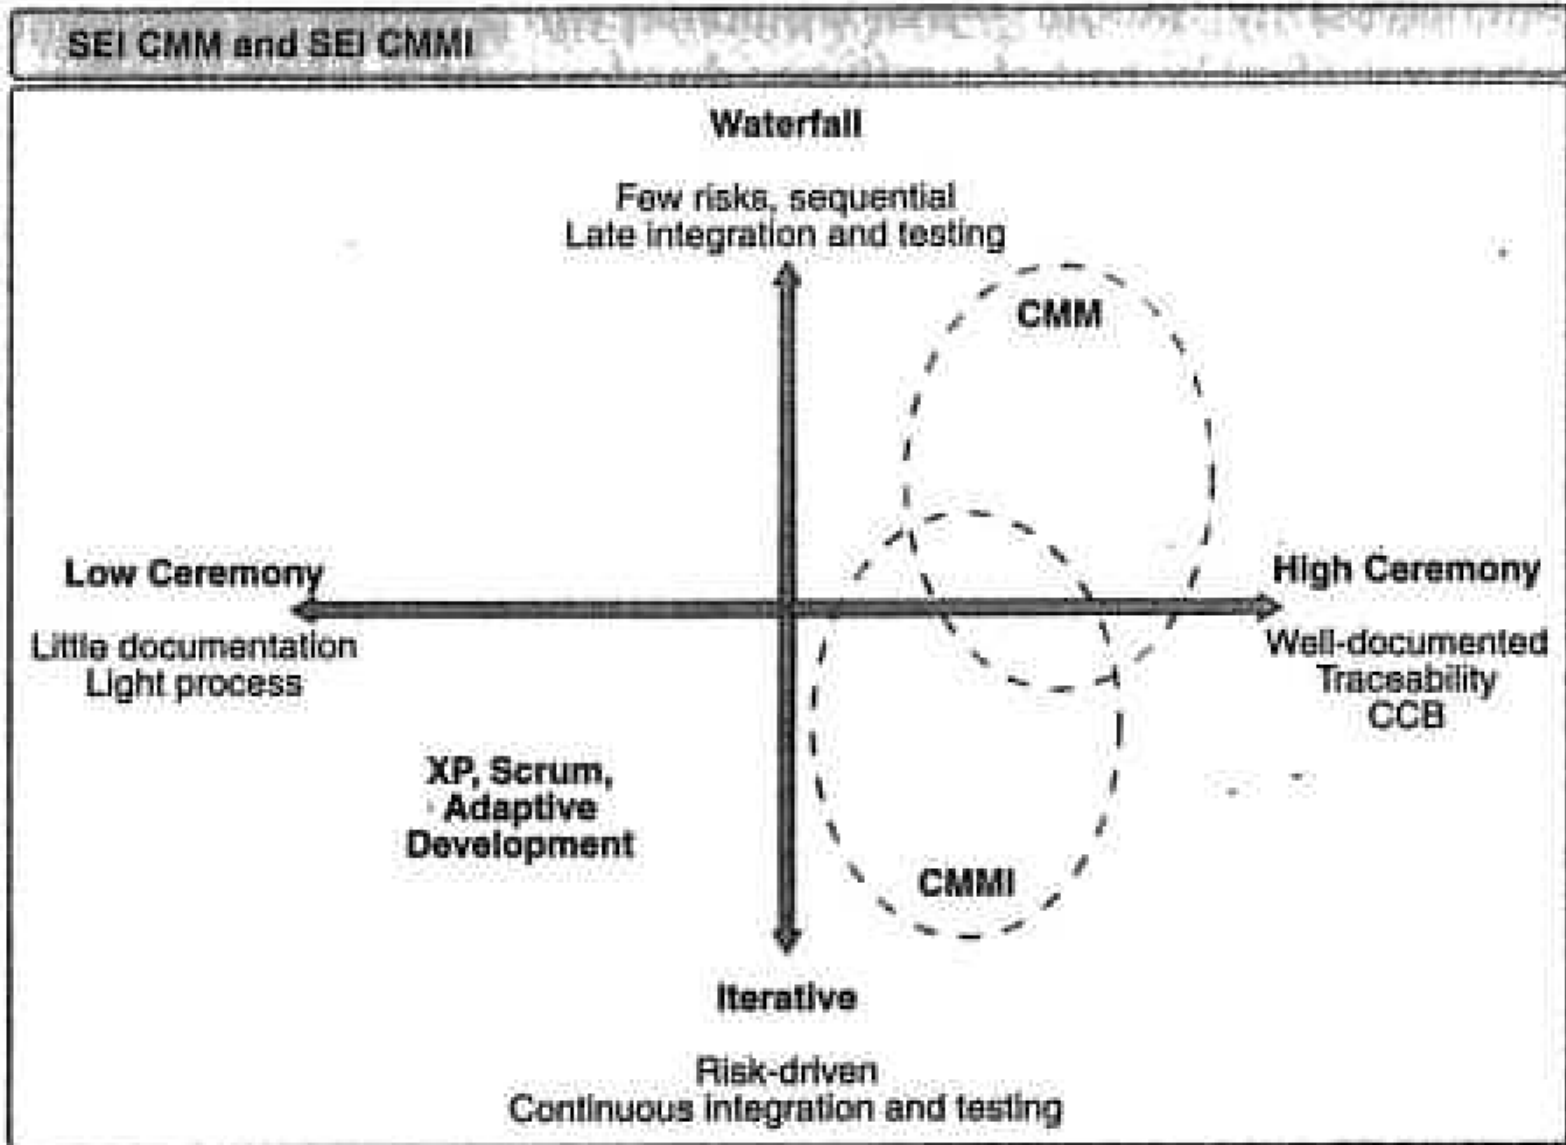 SEI CMM and SEI CMMI
Waterfall
Few risks, sequential
Late integration and testing
CMM
Low Ceremony
Little documentation
Light process
High Ceremony
Well-documented
Traceability
CCB
XP, Scrum,
Adaptive
Development
CMMI
Iterative
Risk-driven
Continuous integration and testing